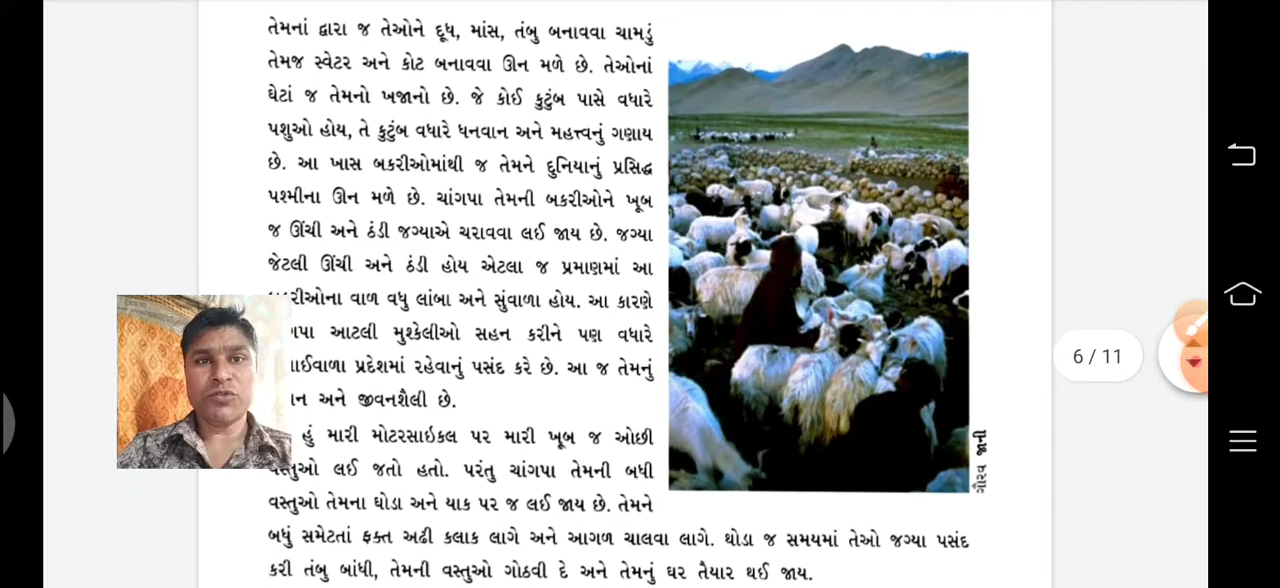 તેમનાં દ્વારા જ તેઓને દૂધ, માંસ, તંબુ બનાવવા ચામડું
તેમજ સ્વેટર અને કોટ બનાવવા ઊન મળે છે. તેઓનાં
ઘેટાં જ તેમનો ખજાનો છે. જે કોઈ કુટુંબ પાસે વધારે
પશુઓ હોય, તે કુટુંબ વધારે ધનવાન અને મહત્ત્વનું ગણાય
છે. આ ખાસ બકરીઓમાંથી જ તેમને દુનિયાનું પ્રસિદ્ધ
પશ્મીના ઊન મળે છે. ચાંગપા તેમની બકરીઓને ખૂબ
જ ઊંચી અને ઠંડી જગ્યાએ ચરાવવા લઈ જાય છે. જગ્યા
જેટલી ઊંચી અને ઠંડી હોય એટલા જ પ્રમાણમાં આ
વાળ વધુ લાંબા અને સુંવાળા હોય. આ કારણે
આટલી મુશ્કેલીઓ સહન કરીને પણ વધારે
પ્રદેશમાં રહેવાનું પસંદ કરે છે. આ જ તેમનું
અને જીવનશૈલી છે.
હું મારી મોટરસાઇકલ પર મારી ખૂબ જ ઓછી
વસ્તુઓ લઈ જતો હતો. પરંતુ ચાંગપા તેમની બધી
વસ્તુઓ તેમના ઘોડા અને યાક પર જ લઈ જાય છે. તેમને
બધું સમેટતાં ફક્ત અઢી કલાક લાગે અને આગળ ચાલવા લાગે. થોડા જ સમયમાં તેઓ જગ્યા પસંદ
કરી તંબુ બાંધી, તેમની વસ્તુઓ ગોઠવી દે અને તેમનું ઘર તૈયાર થઈ જાય.
ગૌરવ જાની
6 / 11